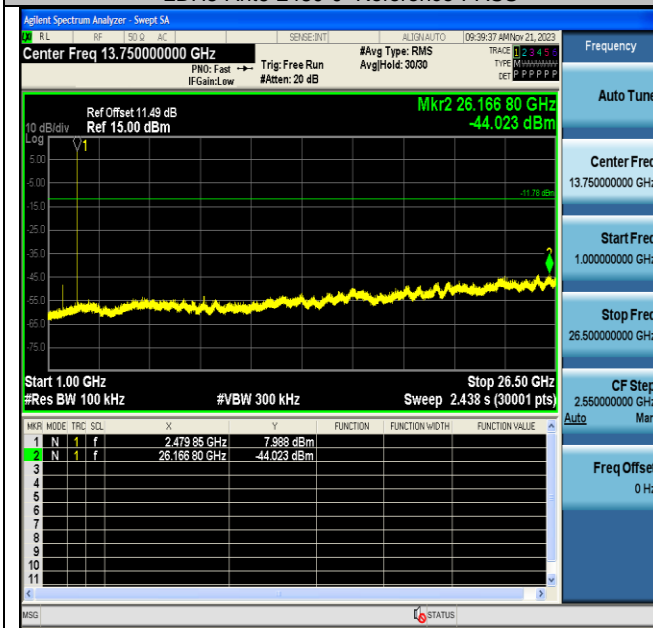 Agilent Spectrum Analyzer - Swept SA
RL RF 50 Ω AC SENSE:INT ALIGN AUTO 09:39:37 AM Nov 21, 2023
Center Freq 13.750000000 GHz
PNO: Fast
IFGain:Low
Trig: Free Run
#Atten: 20 dB
#Avg Type: RMS
Avg|Hold: 30/30
TRACE 1 2 3 4 5 6
TYPE M
DET P P P P P
Frequency
Auto Tune
Center Freq
13.750000000 GHz
Start Freq
1.000000000 GHz
Stop Freq
26.500000000 GHz
CF Step
2.550000000 GHz
Auto Man
Freq Offset
0 Hz
Mkr2 26.166 80 GHz
-44.023 dBm
Ref Offset 11.49 dB
10 dB/div Ref 15.00 dBm
Log
1
5.00
-5.00
-11.78 dBm
-15.0
-25.0
-35.0
2
-45.0
-55.0
-65.0
-75.0
Start 1.00 GHz Stop 26.50 GHz
#Res BW 100 kHz #VBW 300 kHz Sweep 2.438 s (30001 pts)
MKR MODE TRC SCL X Y FUNCTION FUNCTION WIDTH FUNCTION VALUE
1 N 1 f 2.479 85 GHz 7.988 dBm
2 N 1 f 26.166 80 GHz -44.023 dBm
3
4
5
6
7
8
9
10
11
MSG STATUS